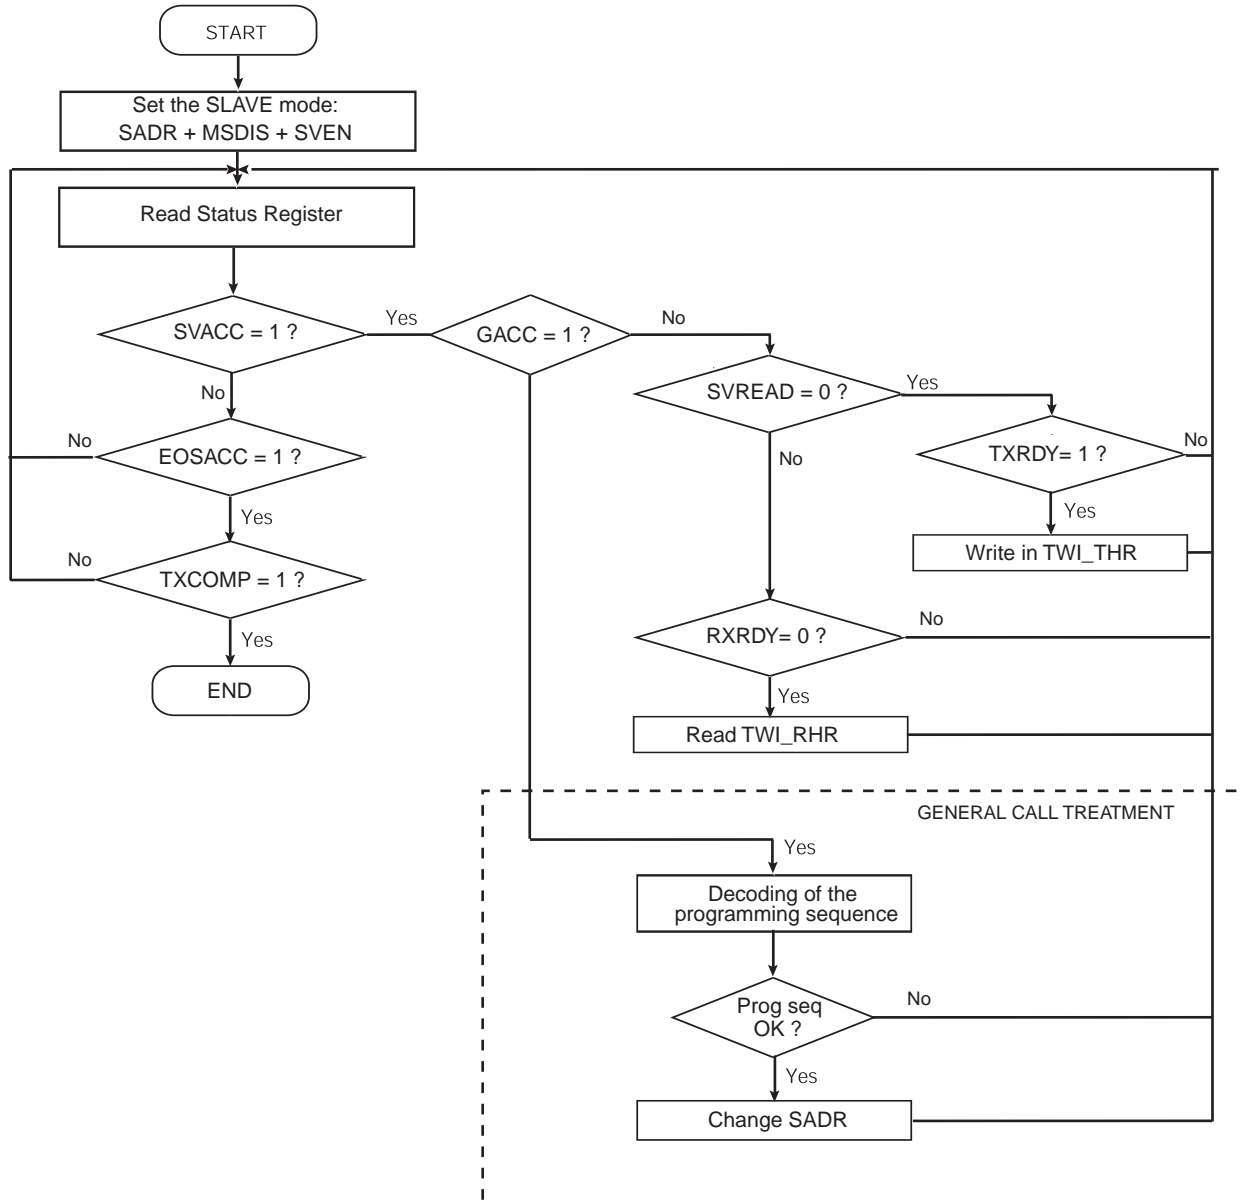 START
Set the SLAVE mode:
SADR + MSDIS + SVEN
Read Status Register
SVACC = 1 ?
Yes
GACC = 1 ?
No
SVREAD = 0 ?
Yes
No
EOSACC = 1 ?
No
No
TXRDY= 1 ?
No
Yes
Yes
Write in TWI_THR
No
TXCOMP = 1 ?
Yes
RXRDY= 0 ?
No
END
Yes
Read TWI_RHR
GENERAL CALL TREATMENT
Yes
Decoding of the
programming sequence
Prog seq
OK ?
No
Yes
Change SADR